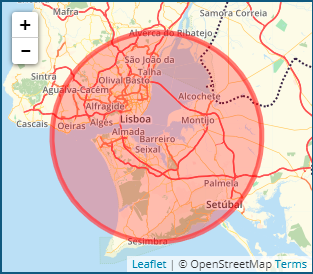 +
−
Mafra
Samora Correia
Alverca do Ribatejo
São João da
Talha
Sintra
Olival Basto
Agualva-Cacém
Alcochete
Alfragide
Cascais
Oeiras
Algés
Lisboa
Montijo
Almada
Barreiro
Seixal
Palmela
Setúbal
Sesimbra
Leaflet | © OpenStreetMap Terms